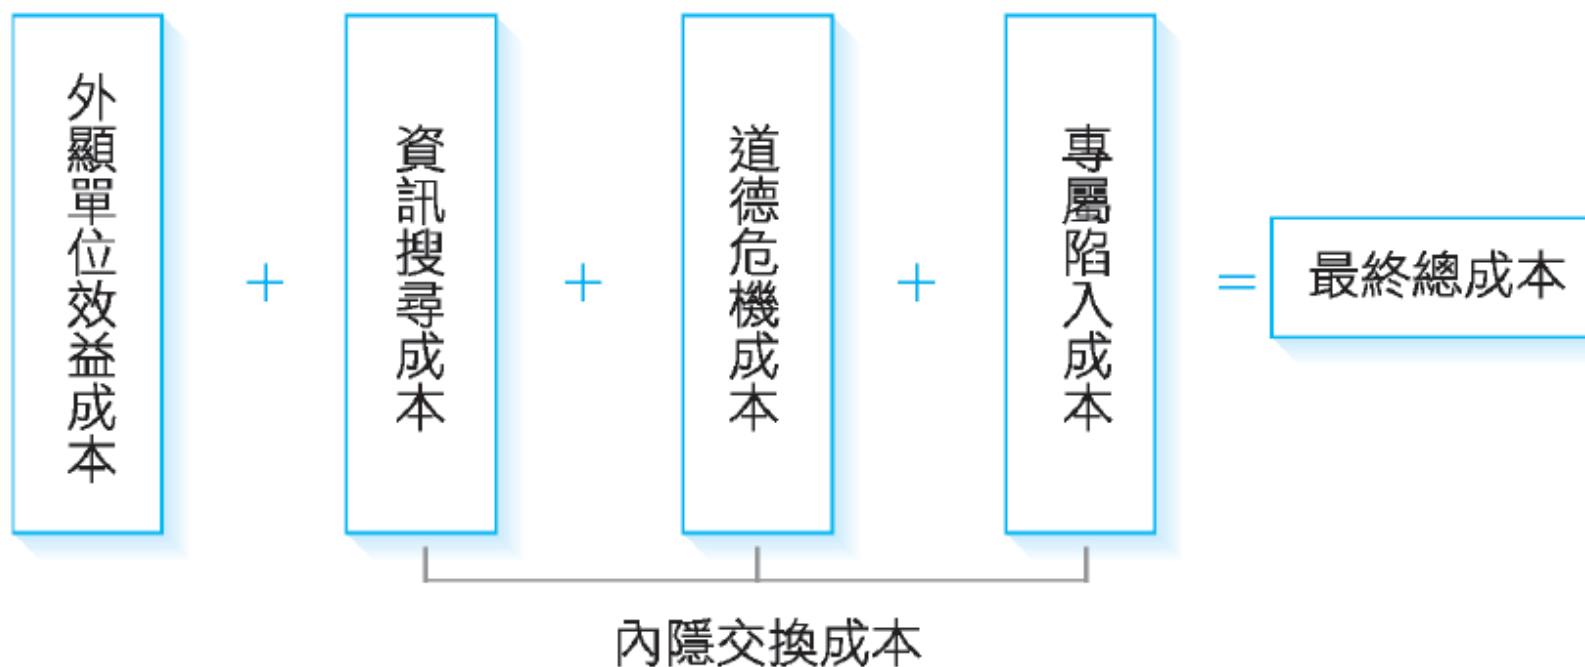 外顯單位效益成本
+
資訊搜尋成本
+
道德危機成本
+
專屬陷入成本
=
最終總成本
內隱交換成本